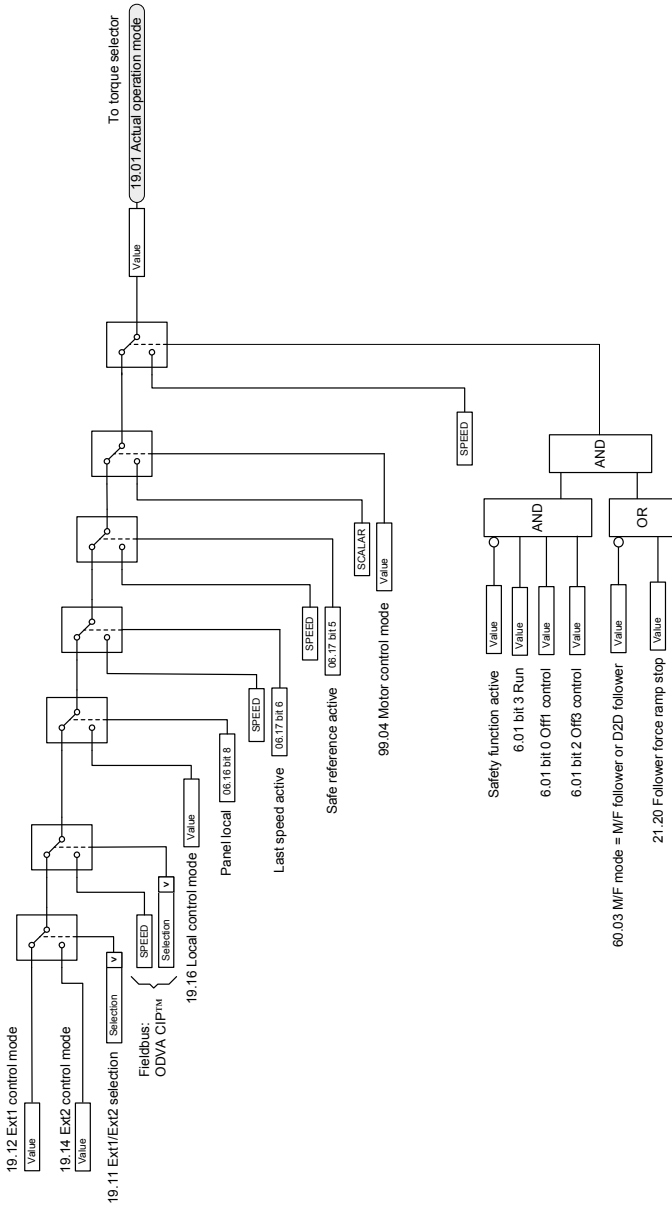 19.12 Ext1 control mode
Value
19.14 Ext2 control mode
Value
19.11 Ext1/Ext2 selection
Selection
v
Fieldbus:
ODVA CIP™
SPEED
Selection
v
19.16 Local control mode
Value
Panel local
06.16 bit 8
SPEED
Last speed active
06.17 bit 6
SPEED
Safe reference active
06.17 bit 5
SCALAR
99.04 Motor control mode
Value
SPEED
Safety function active
Value
6.01 bit 3 Run
Value
6.01 bit 0 Off1 control
Value
6.01 bit 2 Off3 control
Value
AND
60.03 M/F mode = M/F follower or D2D follower
Value
21.20 Follower force ramp stop
Value
OR
AND
Value
To torque selector
19.01 Actual operation mode